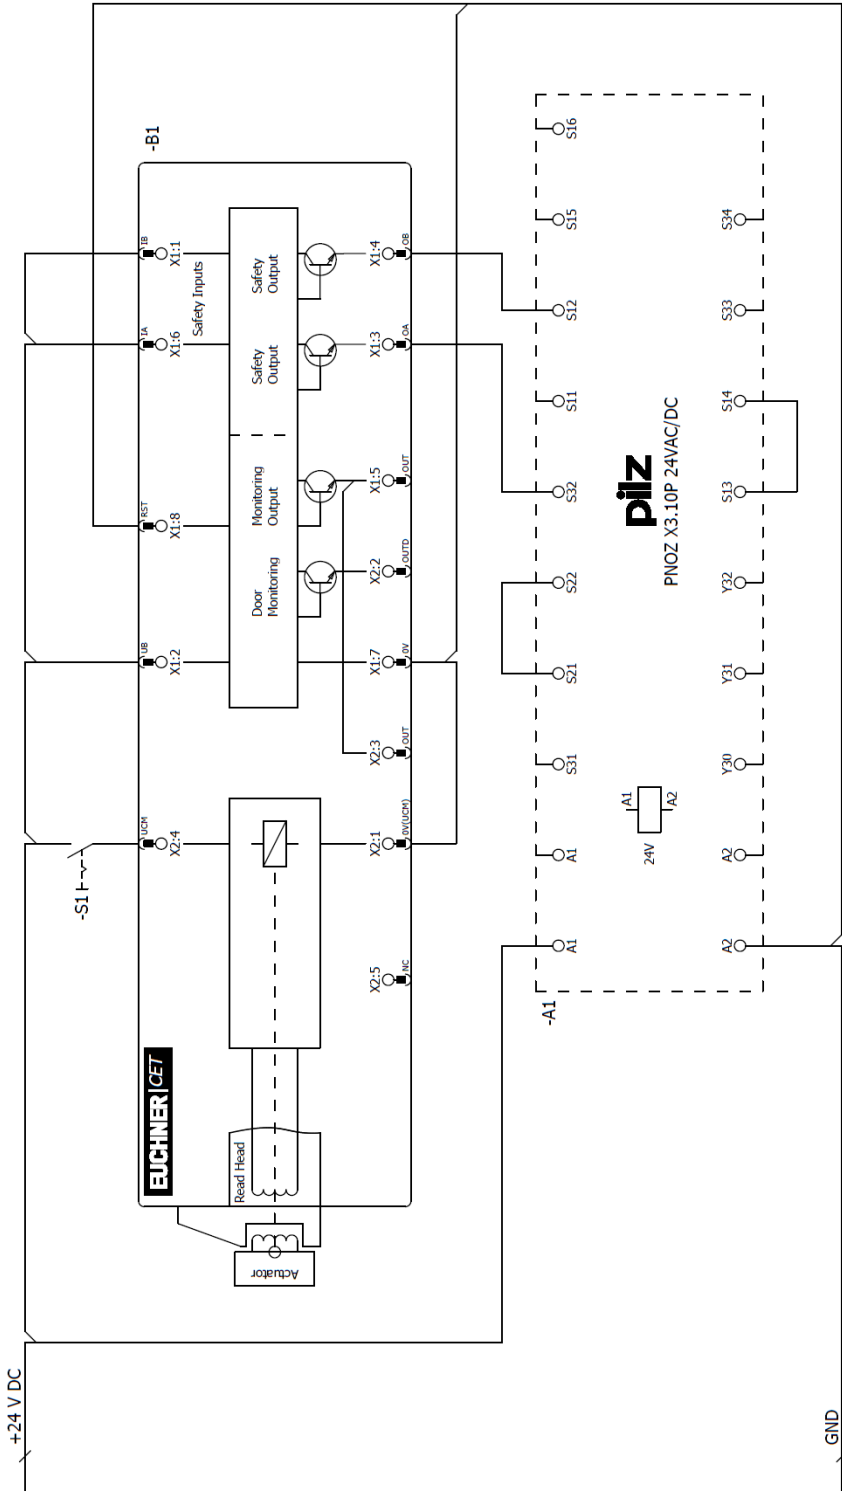 +24 V DC
GND
-S1
-B1
EUCHNER CET
Actuator
Read Head
UCM
X2:4
UB
X1:2
RST
X1:8
IA
X1:6
IB
X1:1
Safety Inputs
Door
Monitoring
Monitoring
Output
Safety
Output
Safety
Output
X2:5
NC
X2:1
0V(UCM)
X2:3
OUT
X1:7
0V
X2:2
OUTD
X1:5
OUT
X1:3
OA
X1:4
OB
-A1
A1
A1
S31
S21
S22
S32
S11
S12
S15
S16
24V
A1
A2
pilz
PNOZ X3.10P 24VAC/DC
A2
A2
Y30
Y31
Y32
S13
S14
S33
S34